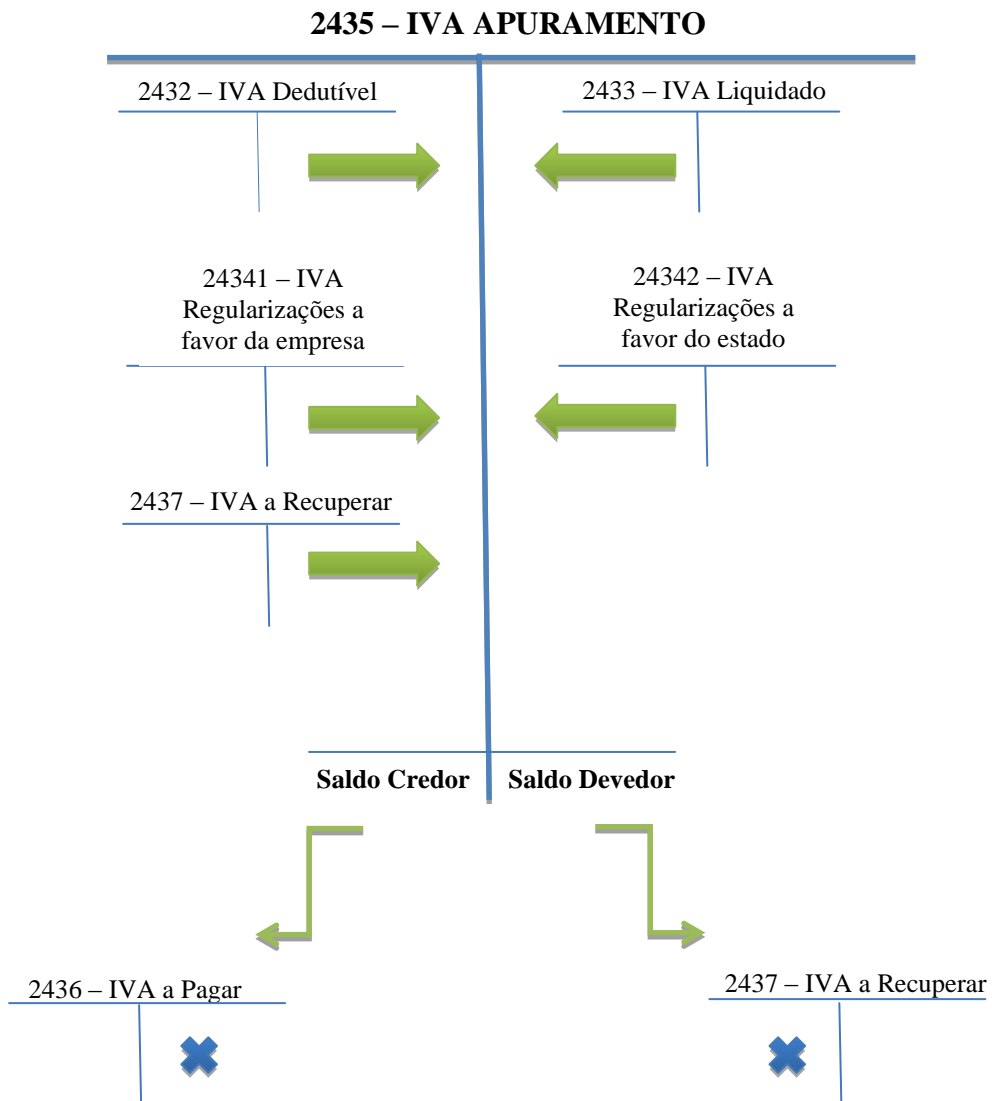 2435 – IVA APURAMENTO
2432 – IVA Dedutível
2433 – IVA Liquidado
24341 – IVA
Regularizações a
favor da empresa
24342 – IVA
Regularizações a
favor do estado
2437 – IVA a Recuperar
Saldo Credor
Saldo Devedor
2436 – IVA a Pagar
2437 – IVA a Recuperar